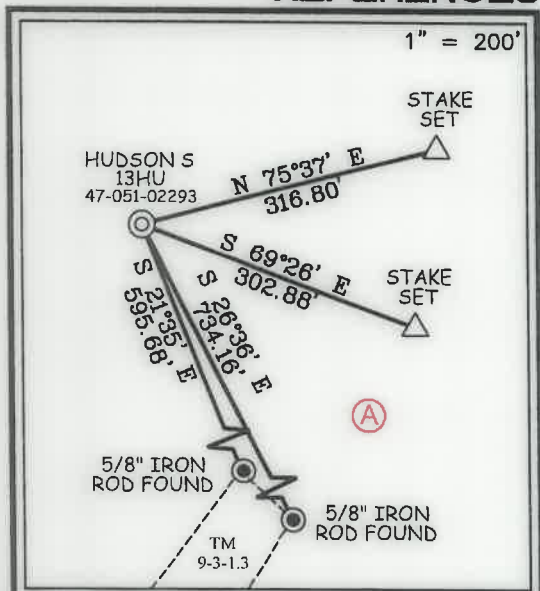 1" = 200'
STAKE
SET
HUDSON S
13HU
47-051-02293
N 75°37' E
316.80'
S 69°26' E
302.88'
STAKE
SET
S 21°35' E
595.68'
S 26°36' E
734.16'
A
5/8" IRON
ROD FOUND
5/8" IRON
ROD FOUND
TM
9-3-1.3